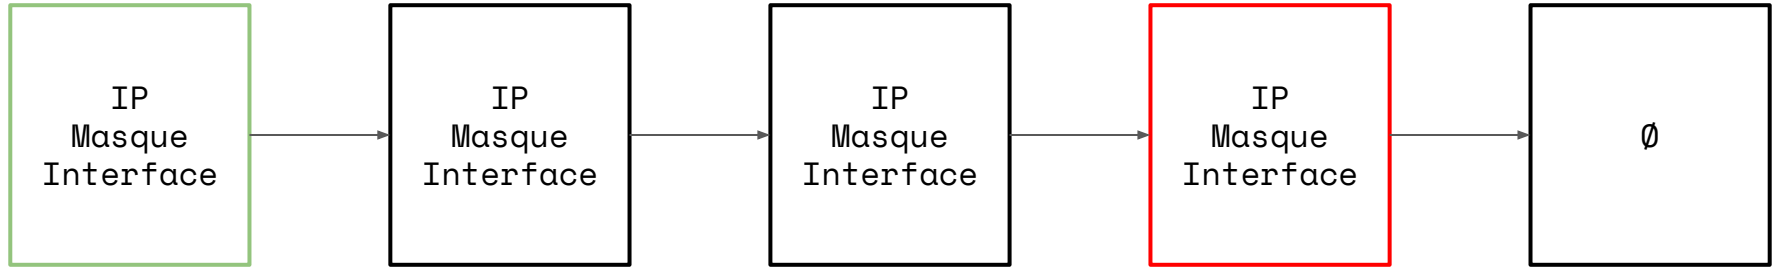 IP
Masque
Interface
IP
Masque
Interface
IP
Masque
Interface
IP
Masque
Interface
Ø